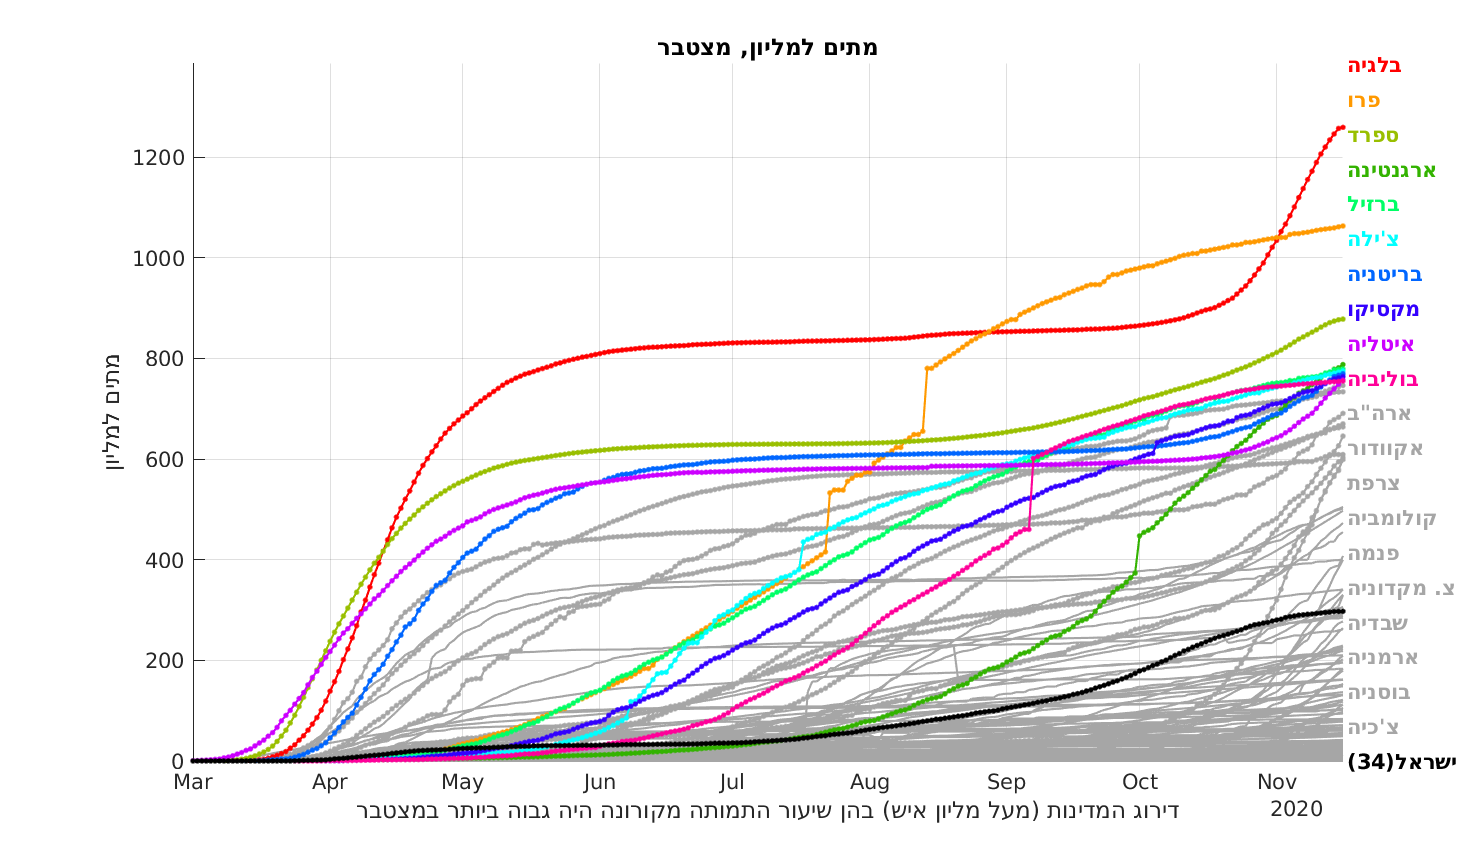 מתים למליון, מצטבר
מתים למליון
1200
1000
800
600
400
200
0
Mar
Apr
May
Jun
Jul
Aug
Sep
Oct
Nov
2020
דירוג המדינות (מעל מליון איש) בהן שיעור התמותה מקורונה היה גבוה ביותר במצטבר
בלגיה
פרו
ספרד
ארגנטינה
ברזיל
צ'ילה
בריטניה
מקסיקו
איטליה
בוליביה
ארה"ב
אקוודור
צרפת
קולומביה
פנמה
צ. מקדוניה
שבדיה
ארמניה
בוסניה
צ'כיה
ישראל(34)